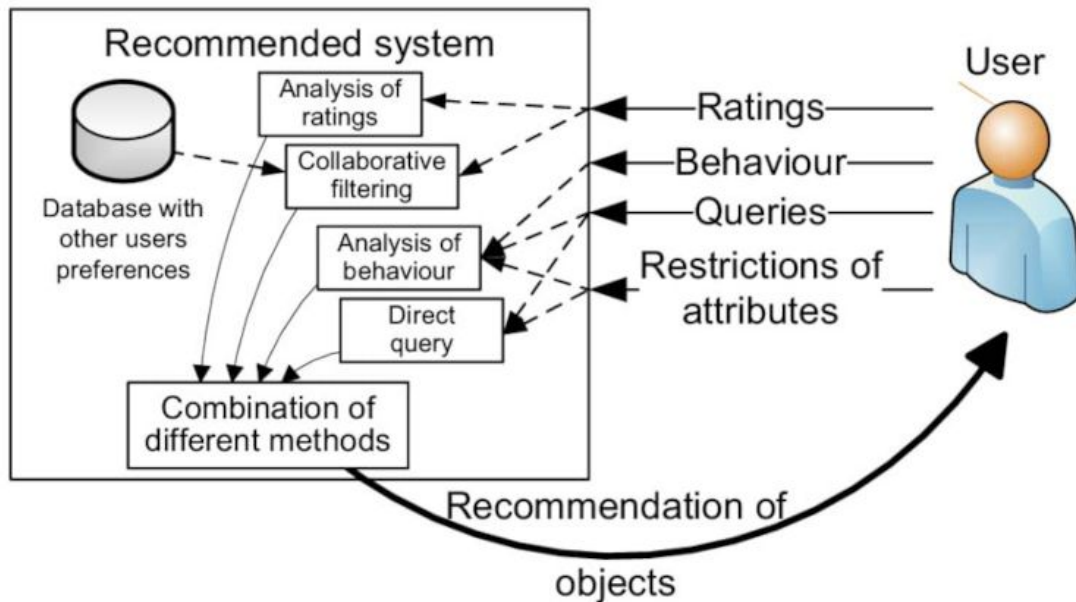 Recommended system
Analysis of
ratings
Collaborative
filtering
Database with
other users
preferences
Analysis of
behaviour
Direct
query
Combination of
different methods
Ratings
Behaviour
Queries
Restrictions of
attributes
User
Recommendation of
objects